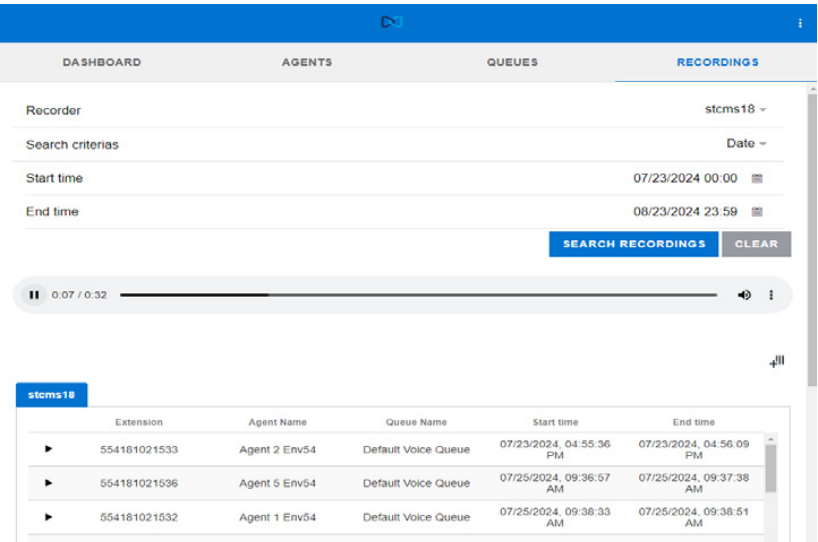 DASHBOARD AGENTS QUEUES RECORDINGS
Recorder stcms18
Search criterias Date
Start time 07/23/2024 00:00
End time 08/23/2024 23:59
SEARCH RECORDINGS CLEAR
0:07 / 0:32
stcms18
Extension Agent Name Queue Name Start time End time
554181021533 Agent 2 Env54 Default Voice Queue 07/23/2024, 04:55:36 PM 07/23/2024, 04:56:09 PM
554181021536 Agent 5 Env54 Default Voice Queue 07/25/2024, 09:36:57 AM 07/25/2024, 09:37:38 AM
554181021532 Agent 1 Env54 Default Voice Queue 07/25/2024, 09:38:33 AM 07/25/2024, 09:38:51 AM